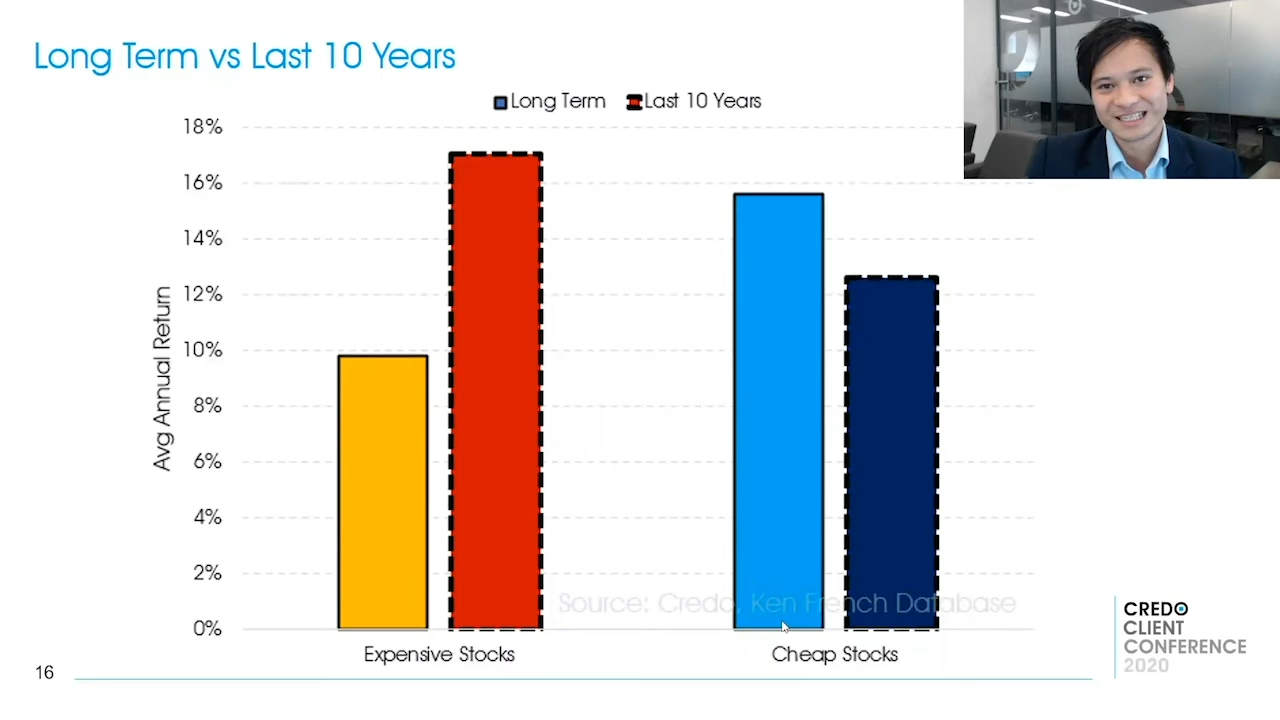 Long Term vs Last 10 Years
Long Term
Last 10 Years
18%
16%
14%
12%
10%
8%
6%
4%
2%
0%
Avg Annual Return
Source: Credo, Ken French Database
Expensive Stocks
Cheap Stocks
16
CREDO
CLIENT
CONFERENCE
2020